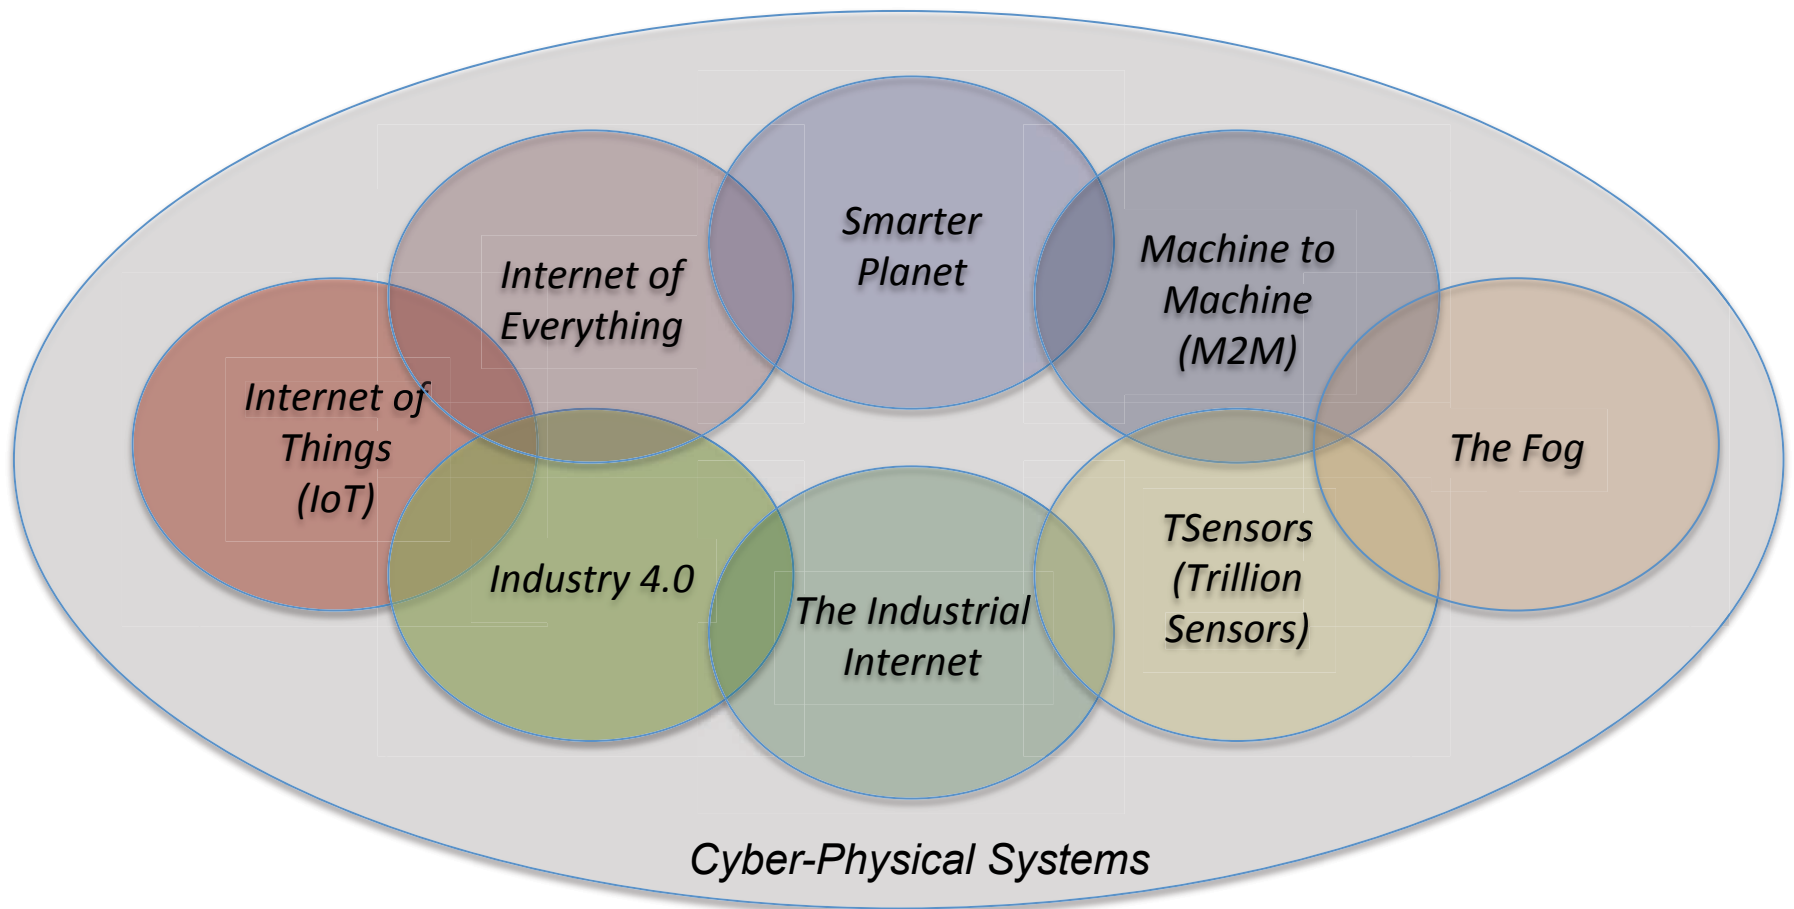 Smarter
Planet
Internet of
Everything
Machine to
Machine
(M2M)
Internet of
Things
(IoT)
The Fog
Industry 4.0
The Industrial
Internet
TSensors
(Trillion
Sensors)
Cyber-Physical Systems